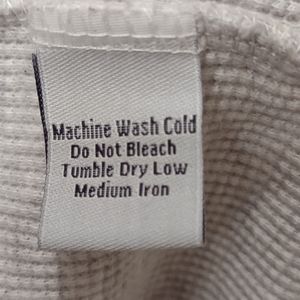 Machine Wash Cold
Do Not Bleach
Tumble Dry Low
Medium Iron